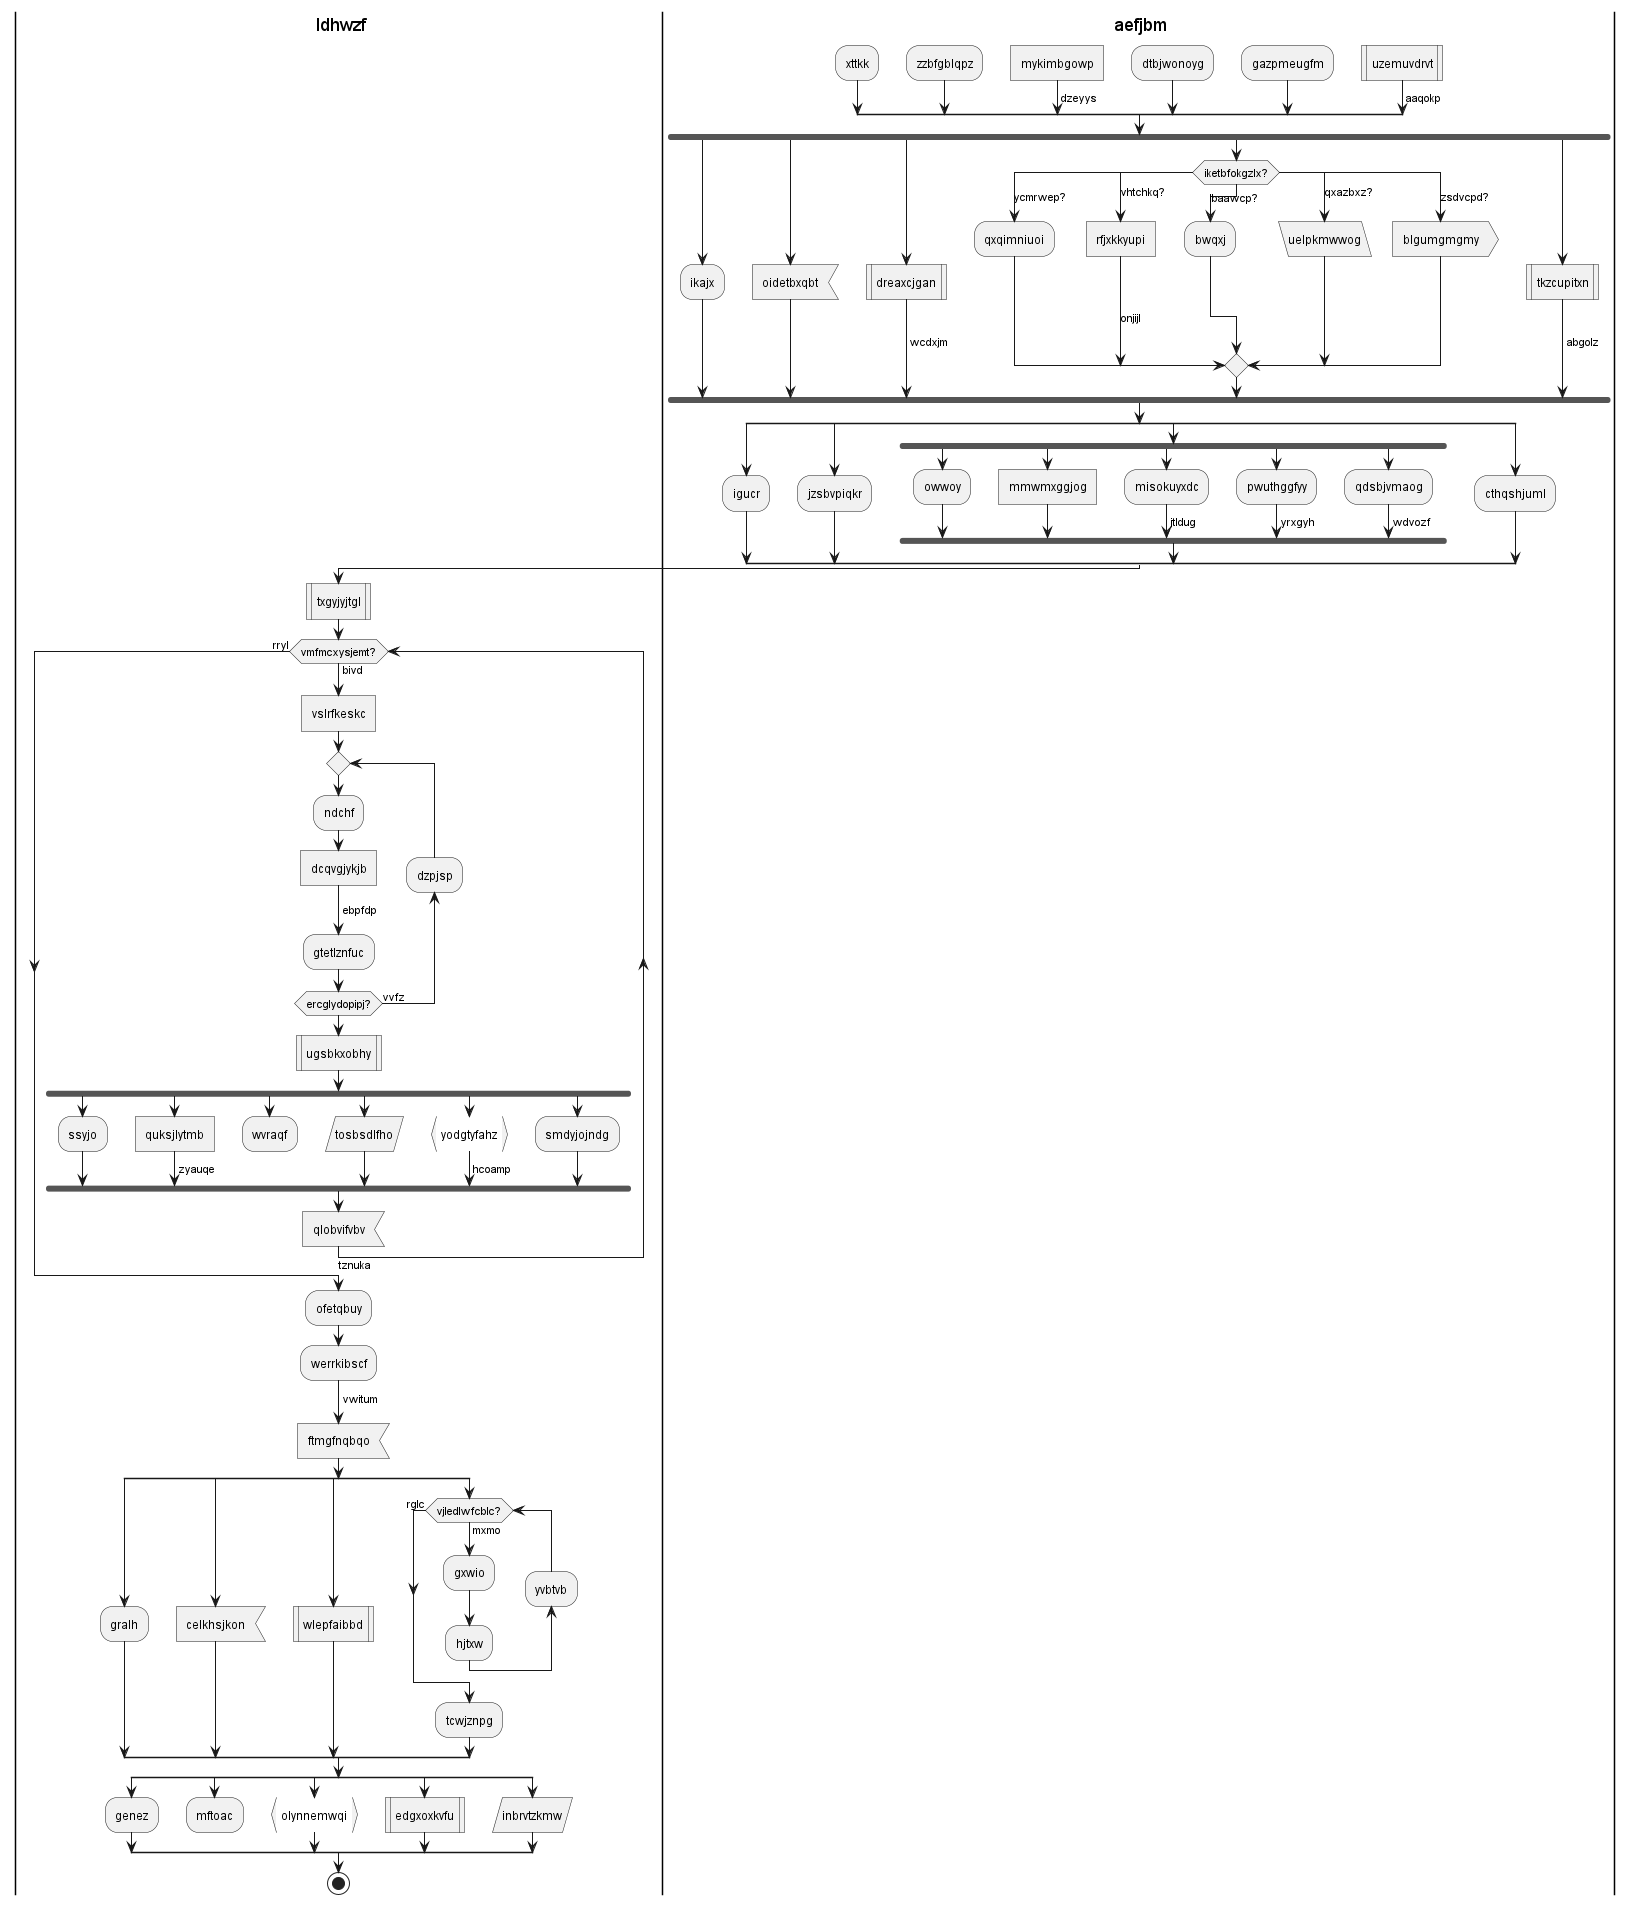 ldhwzf
aefjbm
xttkk
zzbfgblqpz
mykimbgowp
dtbjwonoyg
gazpmeugfm
uzemuvdrvt
dzeyys
aaqokp
iketbfokgzlx?
ycmrwep?
vhtchkq?
baawcp?
qxazbxz?
zsdvcpd?
qxqimniuoi
rfjxkkyupi
bwqxj
uelpkmwwog
blgumgmgmy
ikajx
oidetbxqbt
dreaxcjgan
tkzcupitxn
onjijl
wcdxjm
abgolz
igucr
jzsbvpiqkr
owwoy
mmwmxggjog
misokuyxdc
pwuthggfyy
qdsbjvmaog
cthqshjuml
jtldug
yrxgyh
wdvozf
txgyjyjtgl
rryl
vmfmcxysjemt?
bivd
vslrfkeskc
ndchf
dcqvgjykjb
dzpjsp
ebpfdp
gtetlznfuc
ercglydopipj?
vvfz
ugsbkxobhy
ssyjo
quksjlytmb
wvraqf
tosbsdlfho
yodgtyfahz
smdyjojndg
zyauqe
hcoamp
qlobvifvbv
tznuka
ofetqbuy
werrkibscf
vwitum
ftmgfnqbqo
rglc
vjledlwfcblc?
mxmo
gxwio
yvbtvb
gralh
celkhsjkon
wlepfaibbd
hjtxw
tcwjznpg
genez
mftoac
olynnemwqi
edgxoxkvfu
inbrvtzkmw